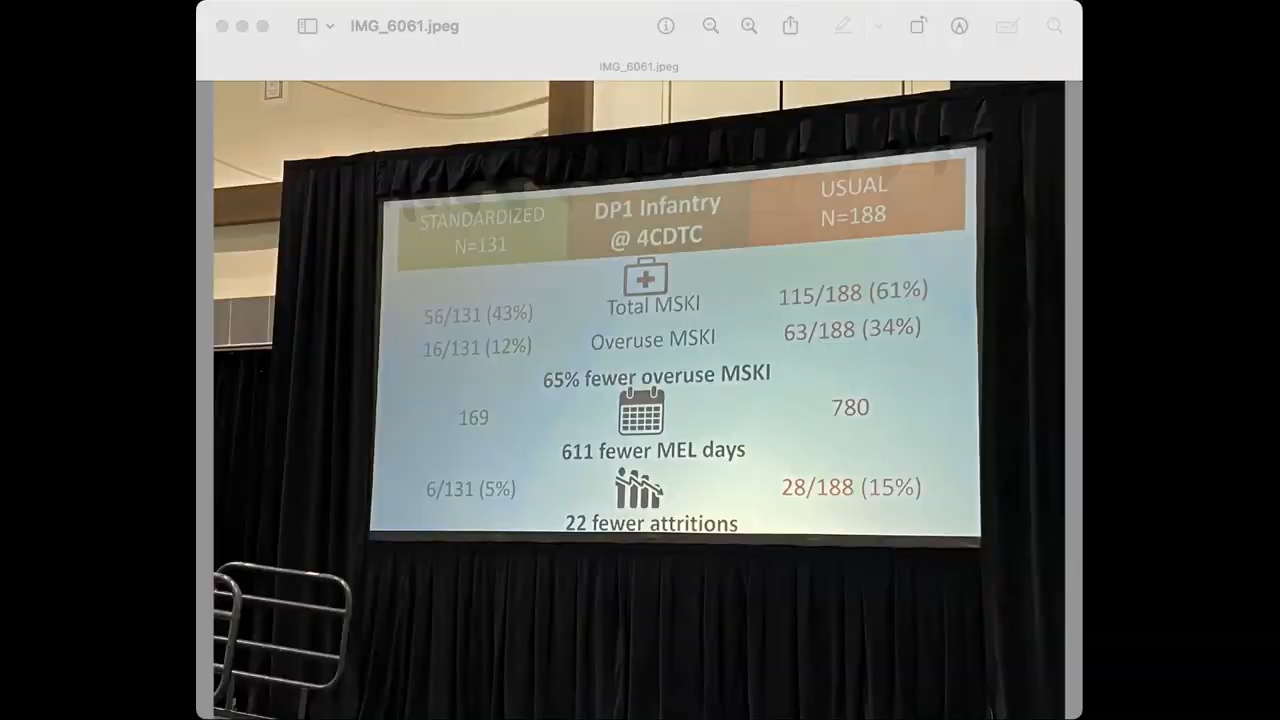 IMG_6061.jpeg
IMG_6061.jpeg
STANDARDIZED
N=131
DP1 Infantry
@ 4CDTC
USUAL
N=188
56/131 (43%)
Total MSKI
115/188 (61%)
16/131 (12%)
Overuse MSKI
63/188 (34%)
65% fewer overuse MSKI
169
780
611 fewer MEL days
6/131 (5%)
28/188 (15%)
22 fewer attritions